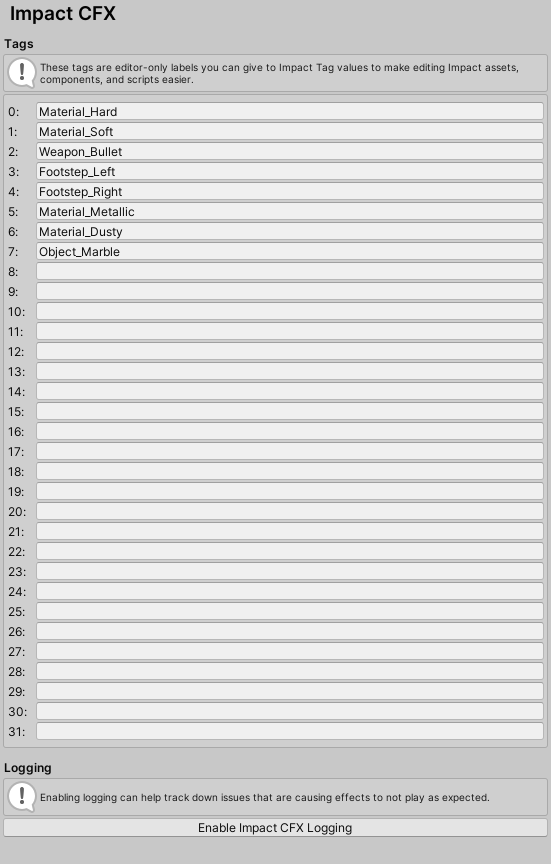 Impact CFX
Tags
These tags are editor-only labels you can give to Impact Tag values to make editing Impact assets,
components, and scripts easier.
0: Material_Hard
1: Material_Soft
2: Weapon_Bullet
3: Footstep_Left
4: Footstep_Right
5: Material_Metallic
6: Material_Dusty
7: Object_Marble
8:
9:
10:
11:
12:
13:
14:
15:
16:
17:
18:
19:
20:
21:
22:
23:
24:
25:
26:
27:
28:
29:
30:
31:
Logging
Enabling logging can help track down issues that are causing effects to not play as expected.
Enable Impact CFX Logging